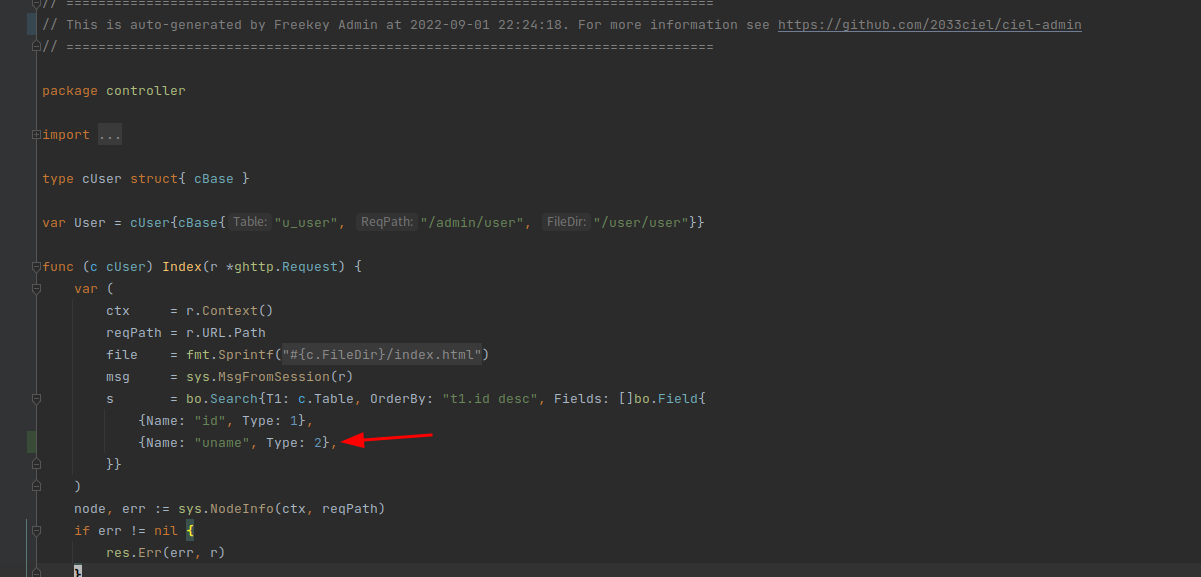 // =================================================================================
// This is auto-generated by Freekey Admin at 2022-09-01 22:24:18. For more information see https://github.com/2033ciel/ciel-admin
// =================================================================================
package controller
import ...
type cUser struct{ cBase }
var User = cUser{cBase{ Table: "u_user", ReqPath: "/admin/user", FileDir: "/user/user"}}
func (c cUser) Index(r *ghttp.Request) {
var (
ctx = r.Context()
reqPath = r.URL.Path
file = fmt.Sprintf("#{c.FileDir}/index.html")
msg = sys.MsgFromSession(r)
s = bo.Search{T1: c.Table, OrderBy: "t1.id desc", Fields: []bo.Field{
{Name: "id", Type: 1},
{Name: "uname", Type: 2},
}}
)
node, err := sys.NodeInfo(ctx, reqPath)
if err != nil {
res.Err(err, r)
}